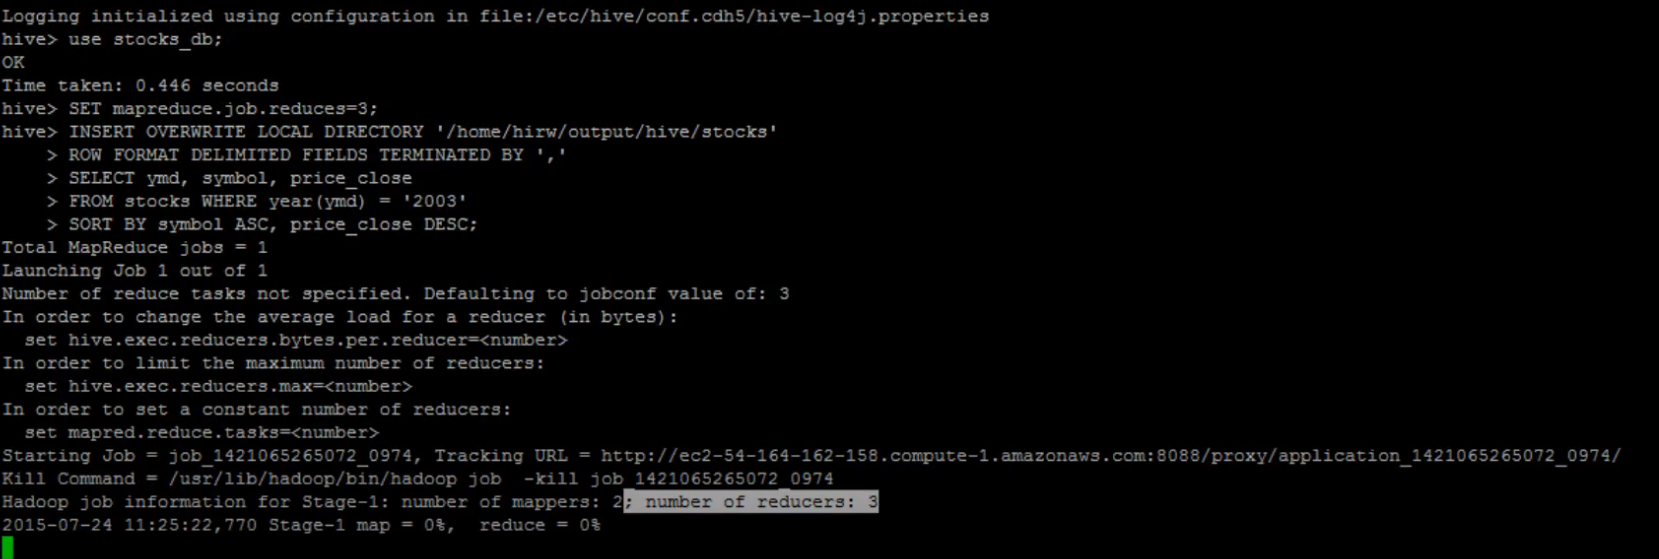 Logging initialized using configuration in file:/etc/hive/conf.cdh5/hive-log4j.properties
hive> use stocks_db;
OK
Time taken: 0.446 seconds
hive> SET mapreduce.job.reduces=3;
hive> INSERT OVERWRITE LOCAL DIRECTORY '/home/hirw/output/hive/stocks'
    > ROW FORMAT DELIMITED FIELDS TERMINATED BY ','
    > SELECT ymd, symbol, price_close
    > FROM stocks WHERE year(ymd) = '2003'
    > SORT BY symbol ASC, price_close DESC;
Total MapReduce jobs = 1
Launching Job 1 out of 1
Number of reduce tasks not specified. Defaulting to jobconf value of: 3
In order to change the average load for a reducer (in bytes):
  set hive.exec.reducers.bytes.per.reducer=<number>
In order to limit the maximum number of reducers:
  set hive.exec.reducers.max=<number>
In order to set a constant number of reducers:
  set mapred.reduce.tasks=<number>
Starting Job = job_1421065265072_0974, Tracking URL = http://ec2-54-164-162-158.compute-1.amazonaws.com:8088/proxy/application_1421065265072_0974/
Kill Command = /usr/lib/hadoop/bin/hadoop job  -kill job_1421065265072_0974
Hadoop job information for Stage-1: number of mappers: 2; number of reducers: 3
2015-07-24 11:25:22,770 Stage-1 map = 0%,  reduce = 0%